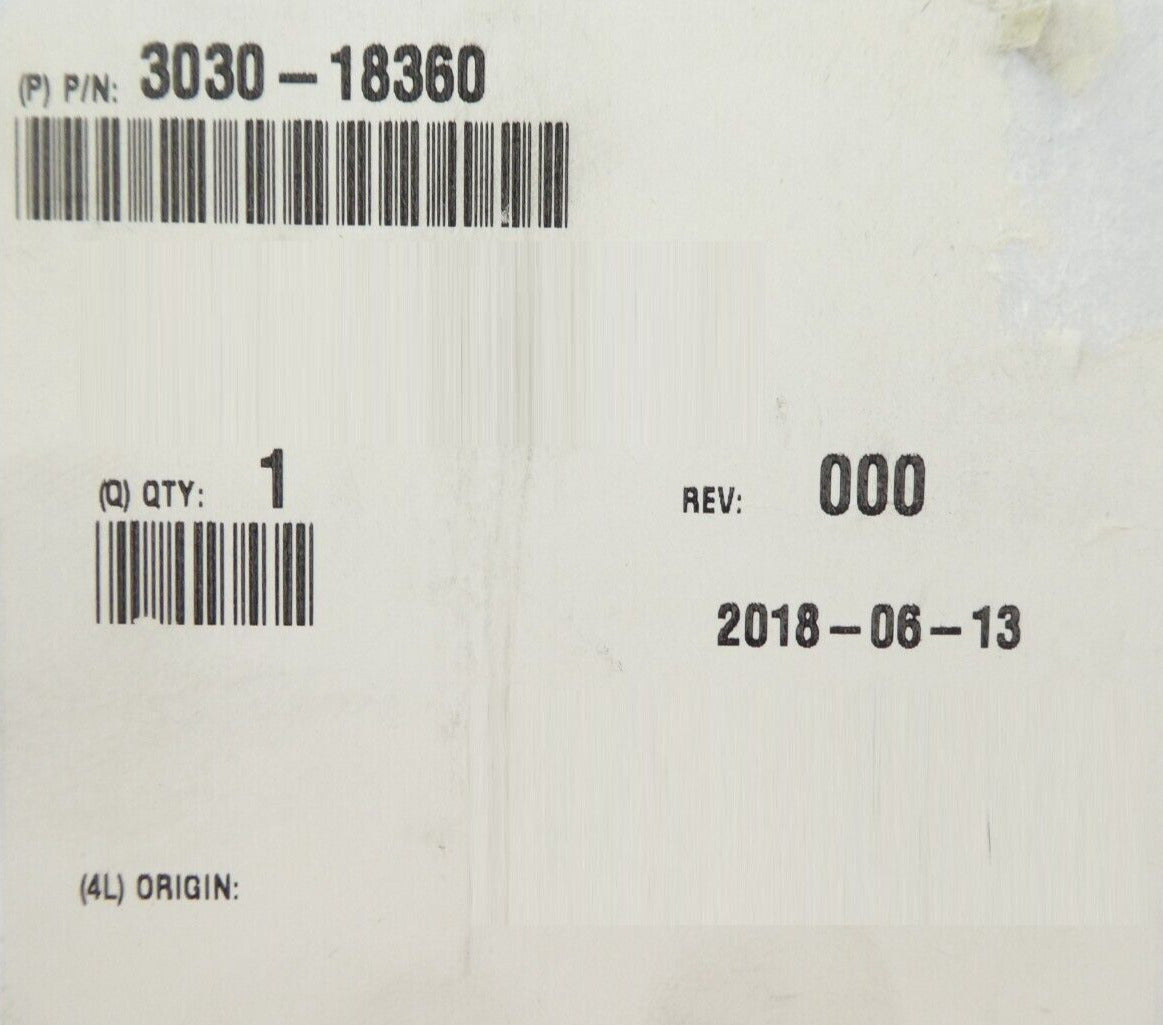 (P) P/N: 3030-18360
(Q) QTY: 1
REV: 000
2018-06-13
(4L) ORIGIN: